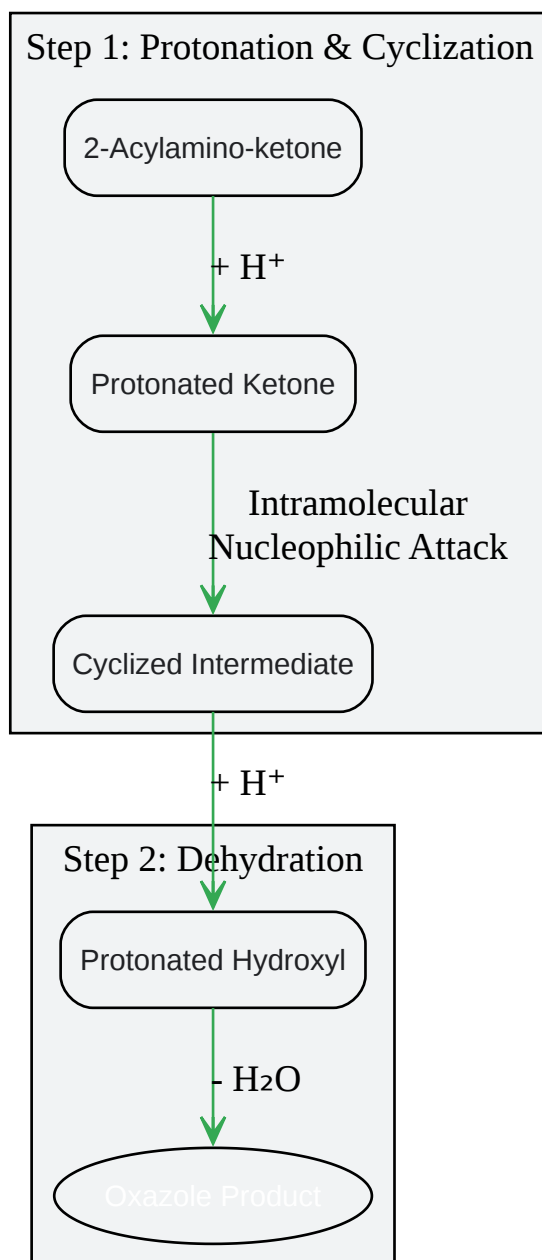 Step 1: Protonation & Cyclization
2-Acylamino-ketone
+ H⁺
Protonated Ketone
Intramolecular
Nucleophilic Attack
Cyclized Intermediate
+ H⁺
Step 2: Dehydration
Protonated Hydroxyl
- H₂O
Oxazole Product